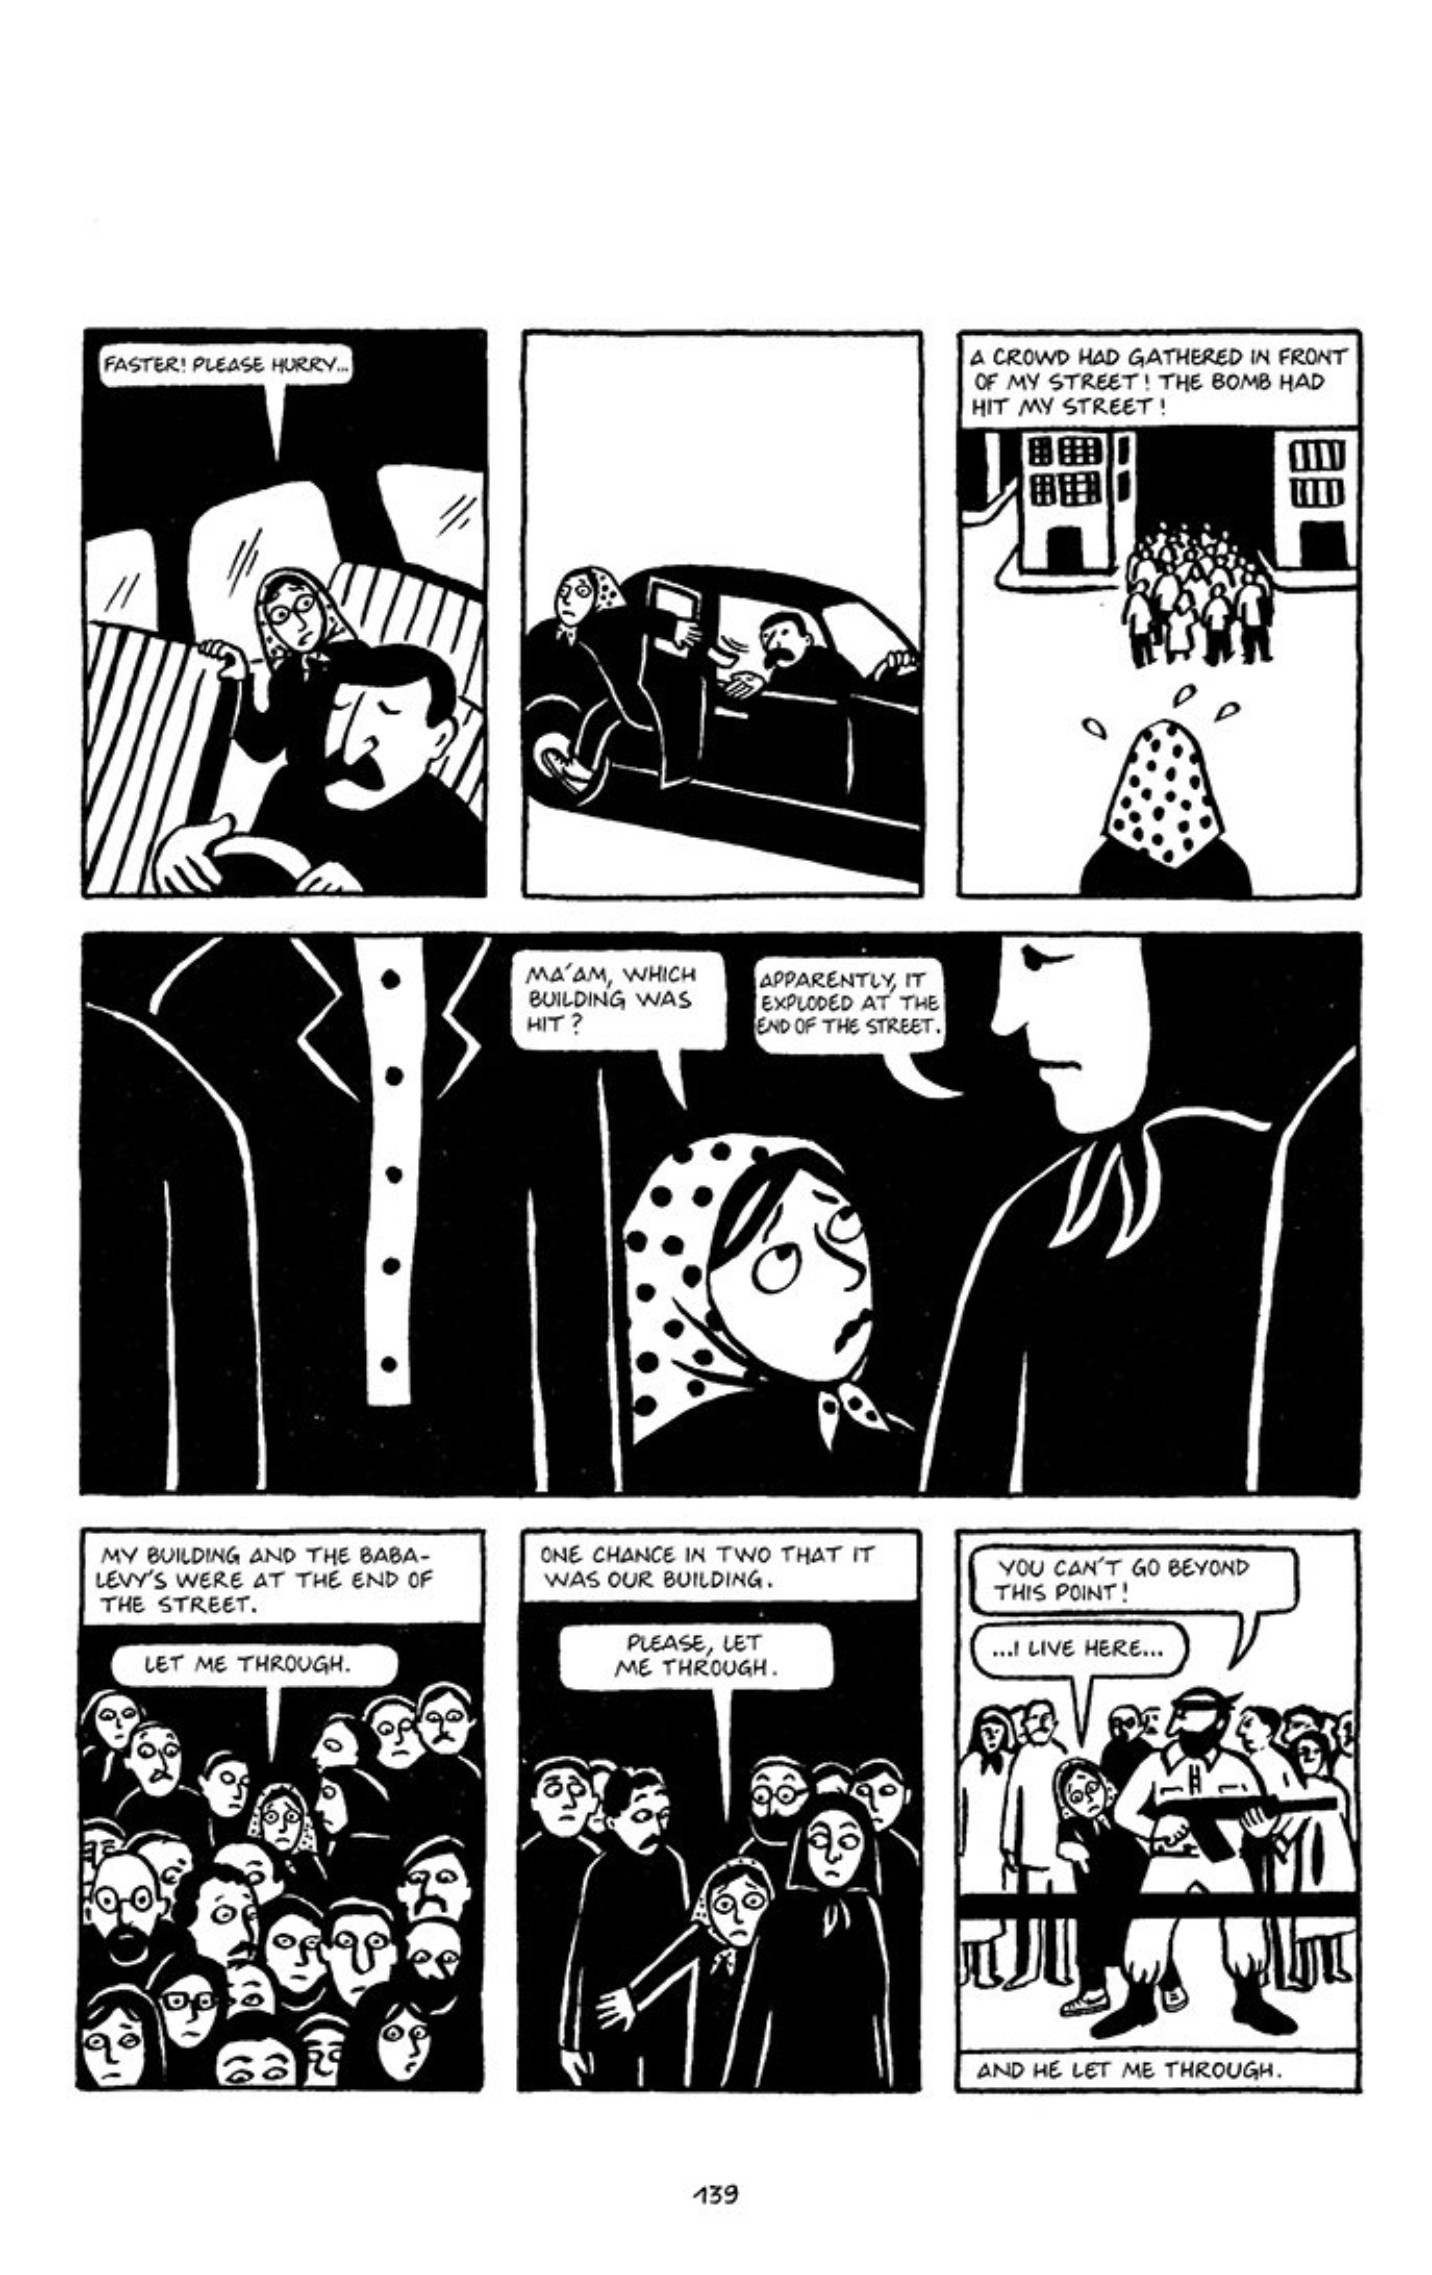 FASTER! PLEASE HURRY...
A CROWD HAD GATHERED IN FRONT
OF MY STREET! THE BOMB HAD
HIT MY STREET!
MA'AM, WHICH
BUILDING WAS
HIT?
APPARENTLY, IT
EXPLODED AT THE
END OF THE STREET.
MY BUILDING AND THE BABA-
LEVY'S WERE AT THE END OF
THE STREET.
LET ME THROUGH.
ONE CHANCE IN TWO THAT IT
WAS OUR BUILDING.
PLEASE, LET
ME THROUGH.
YOU CAN'T GO BEYOND
THIS POINT!
...I LIVE HERE...
AND HE LET ME THROUGH.
139